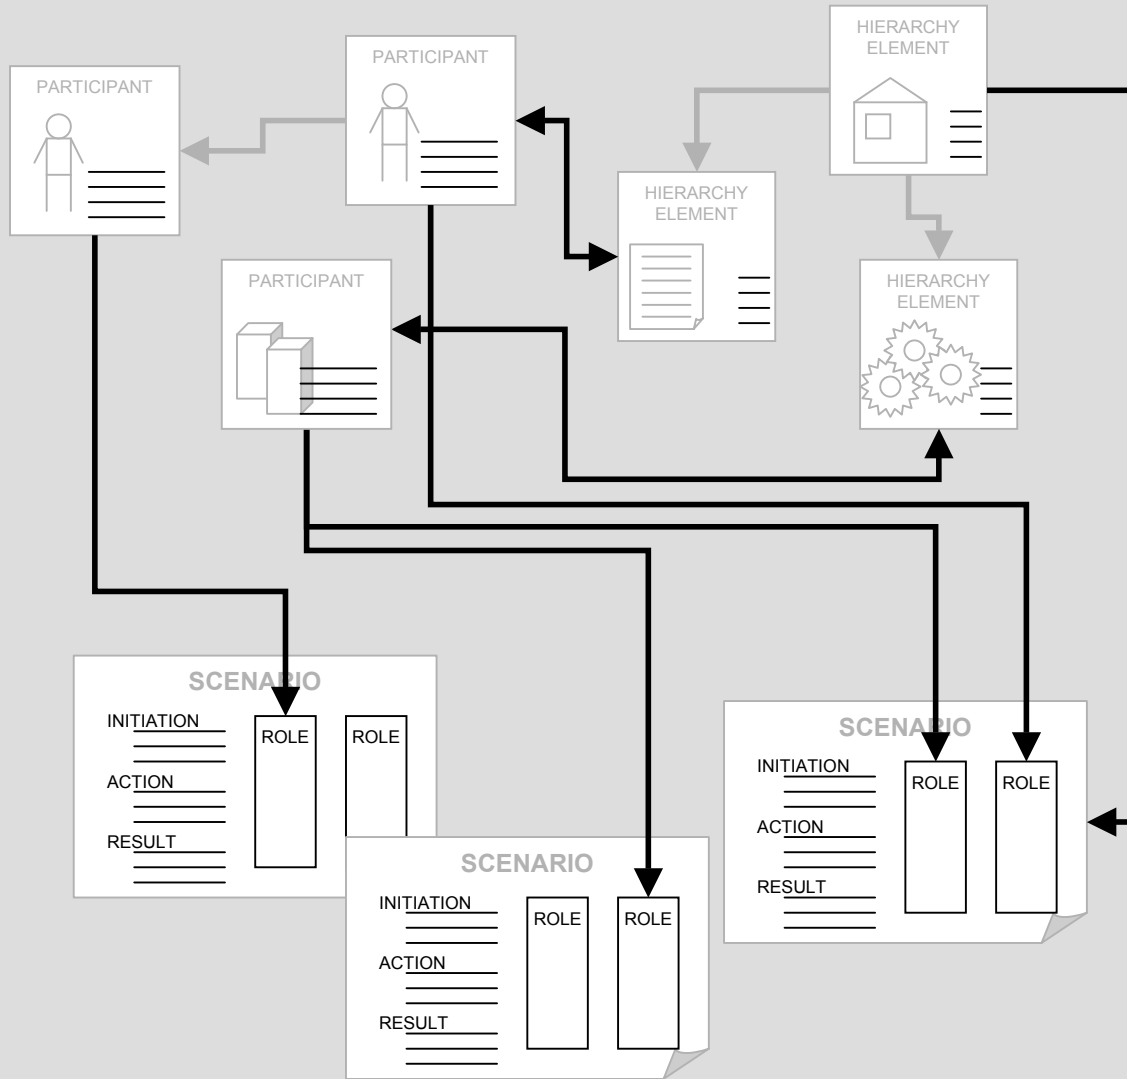 HIERARCHY
ELEMENT
PARTICIPANT
PARTICIPANT
HIERARCHY
ELEMENT
PARTICIPANT
HIERARCHY
ELEMENT
SCENARIO
INITIATION
ROLE
ROLE
ACTION
RESULT
SCENARIO
INITIATION
ROLE
ROLE
ACTION
RESULT
SCENARIO
INITIATION
ROLE
ROLE
ACTION
RESULT